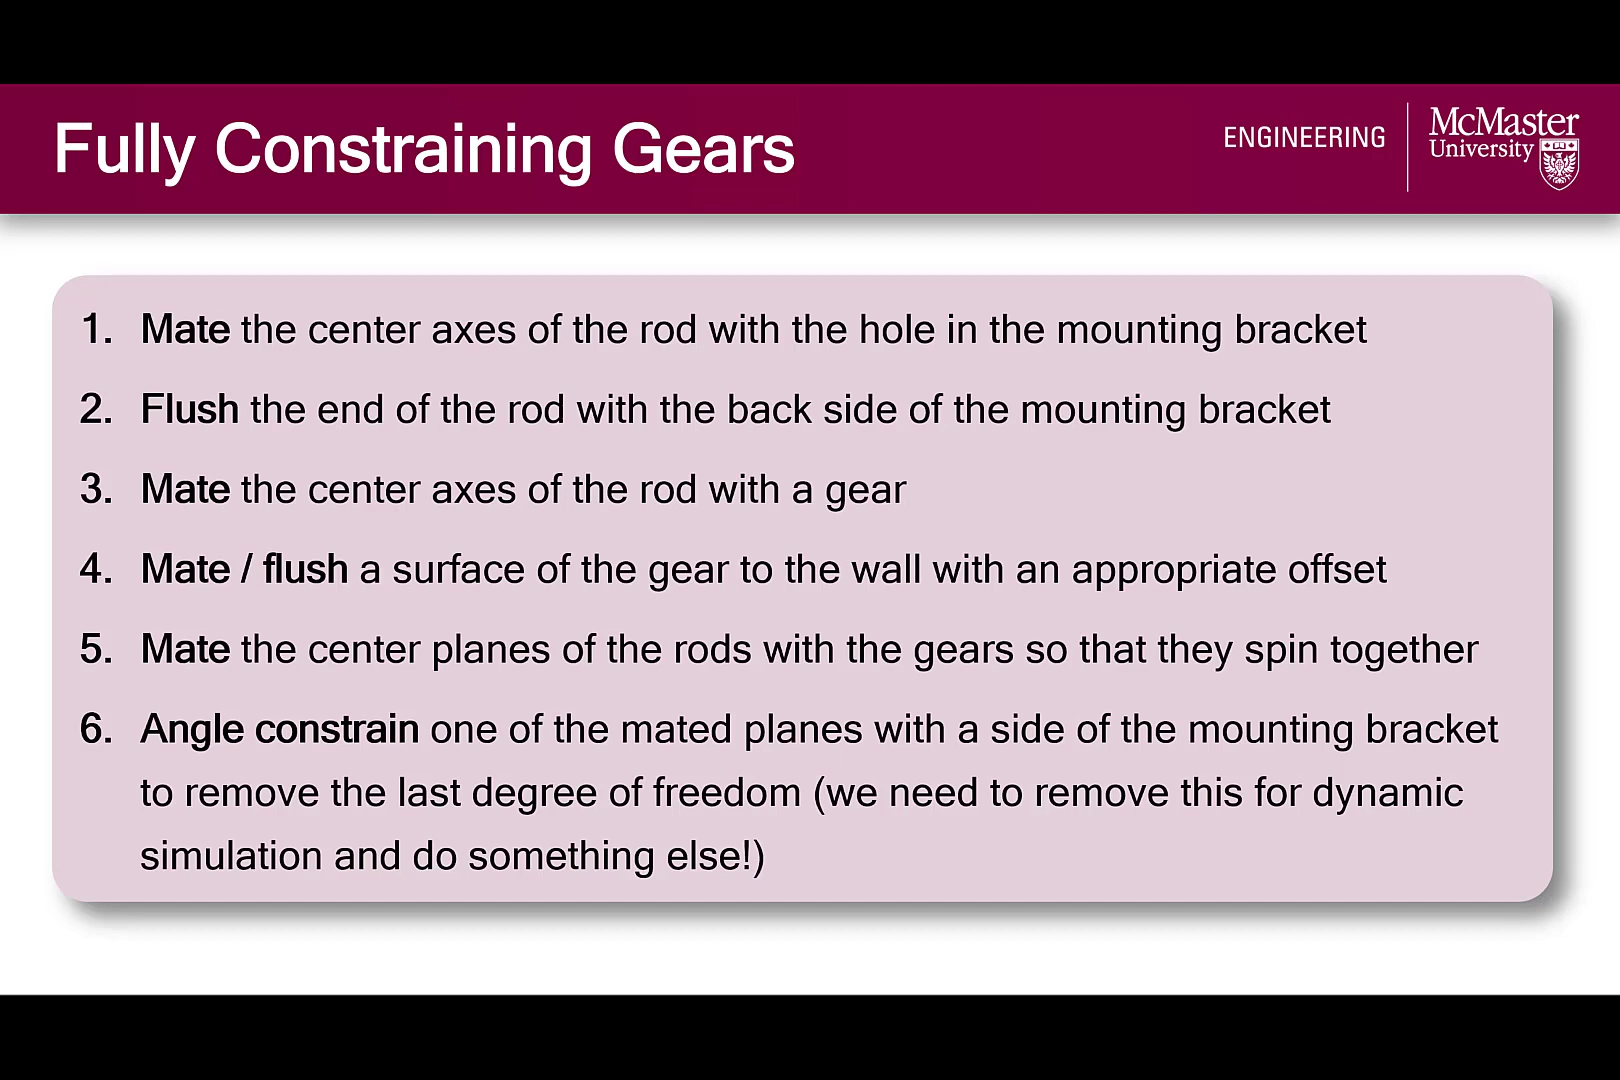 Fully Constraining Gears
ENGINEERING
McMaster
University
1. Mate the center axes of the rod with the hole in the mounting bracket
2. Flush the end of the rod with the back side of the mounting bracket
3. Mate the center axes of the rod with a gear
4. Mate / flush a surface of the gear to the wall with an appropriate offset
5. Mate the center planes of the rods with the gears so that they spin together
6. Angle constrain one of the mated planes with a side of the mounting bracket
to remove the last degree of freedom (we need to remove this for dynamic
simulation and do something else!)